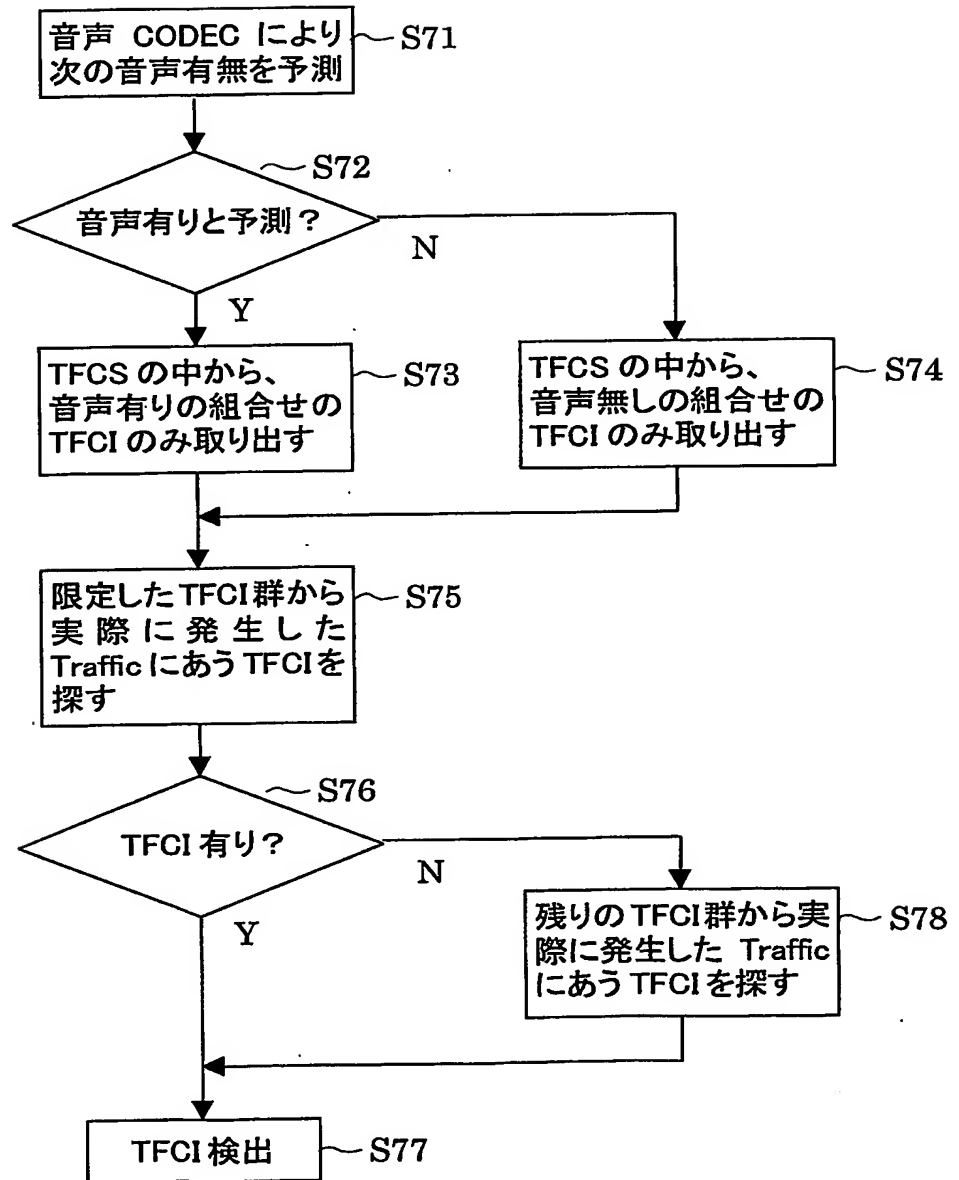 音声 CODEC により
次の音声有無を予測
S71
S72
音声有りと予測？
N
Y
TFCS の中から、
音声有りの組合せの
TFCI のみ取り出す
S73
TFCS の中から、
音声無しの組合せの
TFCI のみ取り出す
S74
限定した TFCI 群から
実際に発生した
Traffic にあう TFCI を
探す
S75
S76
TFCI 有り？
N
Y
残りの TFCI 群から実
際に発生した Traffic
にあう TFCI を探す
S78
TFCI 検出
S77